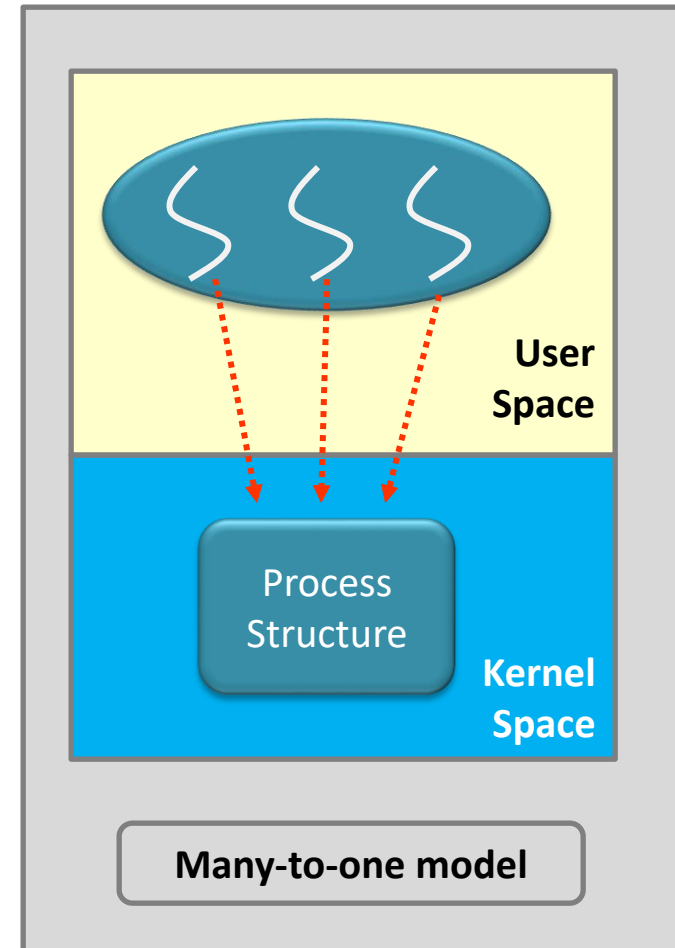 User
Space
Process
Structure
Kernel
Space
Many-to-one model